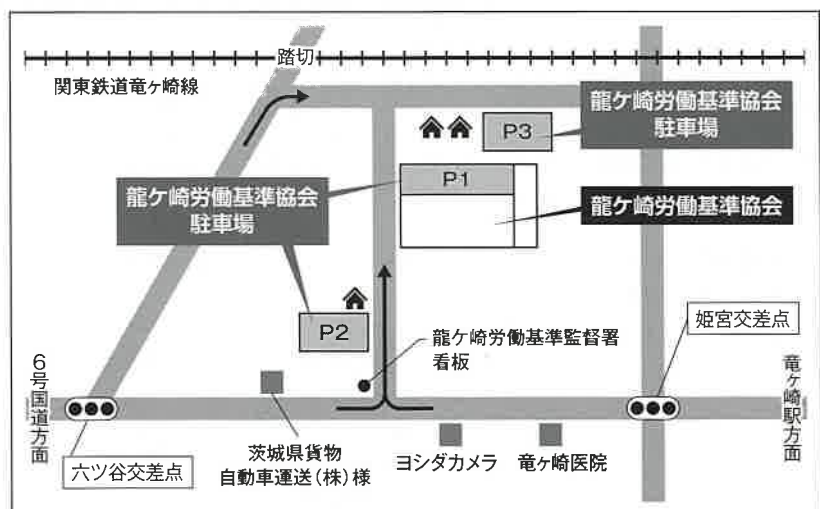 踏切
関東鉄道竜ヶ崎線
龍ケ崎労働基準協会
駐車場
P3
P1
龍ケ崎労働基準協会
駐車場
龍ケ崎労働基準協会
P2
龍ケ崎労働基準監督署
看板
姫宮交差点
6号国道方面
竜ヶ崎駅方面
六ツ谷交差点
茨城県貨物
自動車運送(株)様
ヨシダカメラ
竜ヶ崎医院